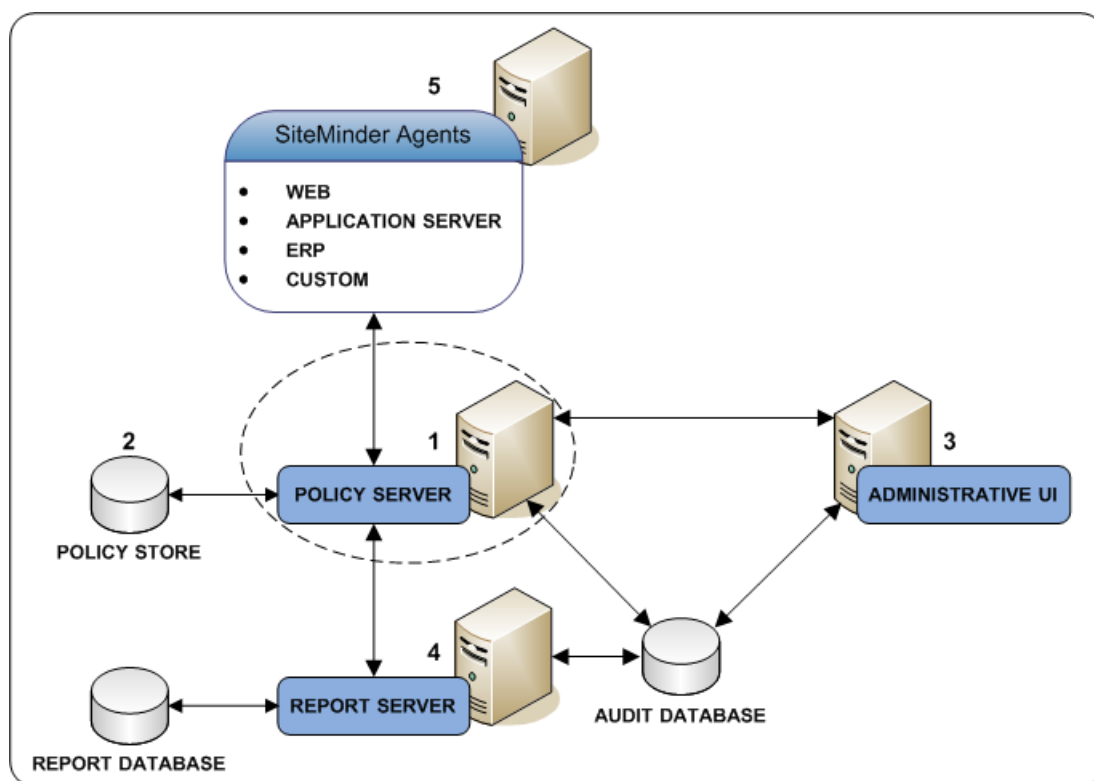 5
SiteMinder Agents
• WEB
• APPLICATION SERVER
• ERP
• CUSTOM
2
1
3
POLICY SERVER
ADMINISTRATIVE UI
POLICY STORE
4
REPORT SERVER
AUDIT DATABASE
REPORT DATABASE